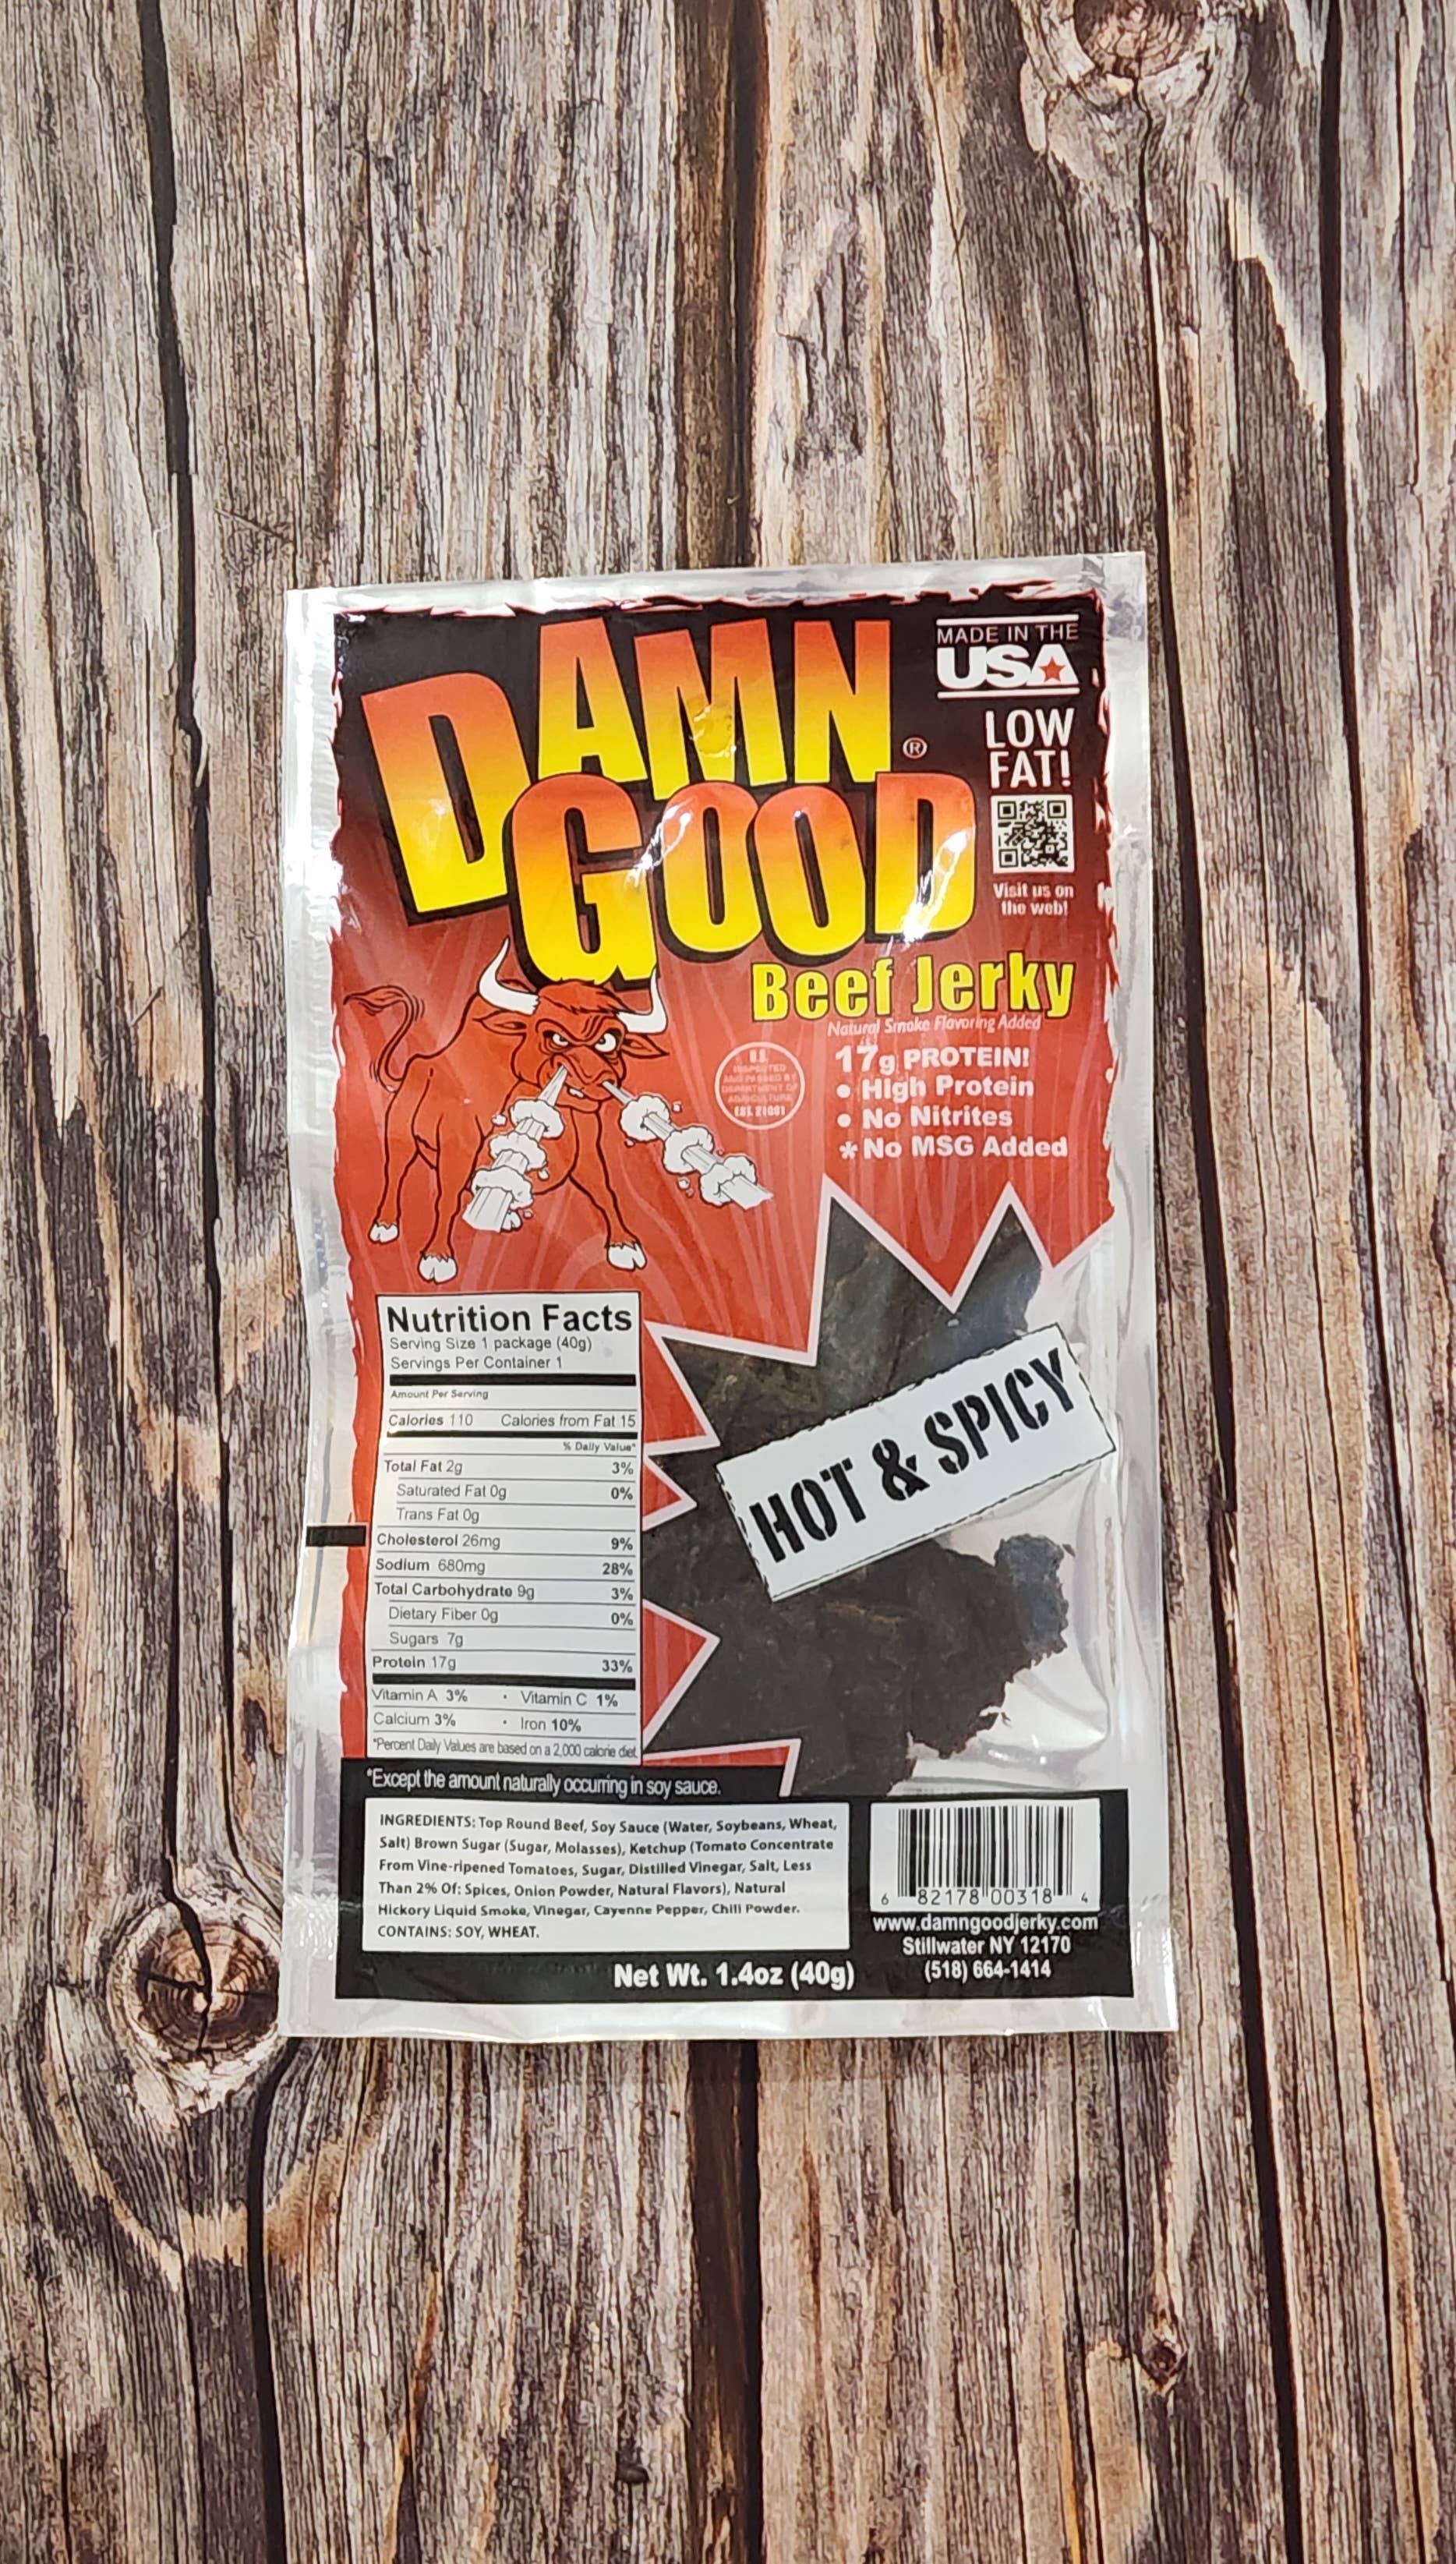 DAMN
GOOD ®
MADE IN THE
USA
LOW
FAT!
Visit us on
the web!
Beef Jerky
Natural Smoke Flavoring Added
17g PROTEIN!
• High Protein
• No Nitrites
* No MSG Added
U.S.
INSPECTED
AND PASSED BY
DEPARTMENT OF
AGRICULTURE
EST. 21001
HOT & SPICY
Nutrition Facts
Serving Size 1 package (40g)
Servings Per Container 1
Amount Per Serving
Calories 110 Calories from Fat 15
% Daily Value*
Total Fat 2g 3%
Saturated Fat 0g 0%
Trans Fat 0g
Cholesterol 26mg 9%
Sodium 680mg 28%
Total Carbohydrate 9g 3%
Dietary Fiber 0g 0%
Sugars 7g
Protein 17g 33%
Vitamin A 3% • Vitamin C 1%
Calcium 3% • Iron 10%
*Percent Daily Values are based on a 2,000 calorie diet
*Except the amount naturally occurring in soy sauce.
INGREDIENTS: Top Round Beef, Soy Sauce (Water, Soybeans, Wheat,
Salt) Brown Sugar (Sugar, Molasses), Ketchup (Tomato Concentrate
From Vine-ripened Tomatoes, Sugar, Distilled Vinegar, Salt, Less
Than 2% Of: Spices, Onion Powder, Natural Flavors), Natural
Hickory Liquid Smoke, Vinegar, Cayenne Pepper, Chili Powder.
CONTAINS: SOY, WHEAT.
Net Wt. 1.4oz (40g)
6 82178 00318 4
www.damngoodjerky.com
Stillwater NY 12170
(518) 664-1414